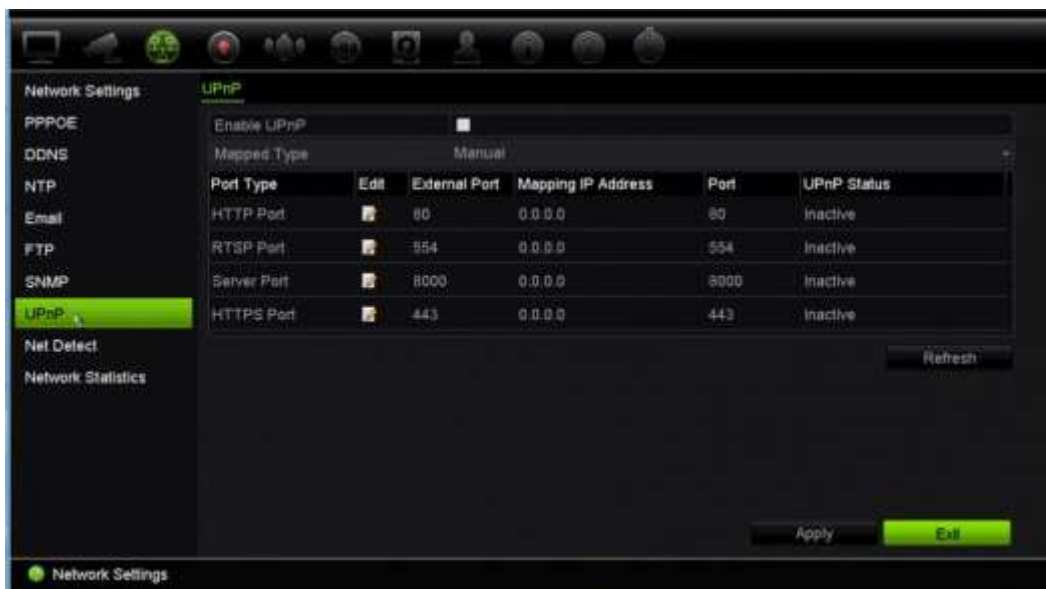 Network Settings
UPnP
PPPOE
Enable UPnP
DDNS
Mapped Type Manual
NTP
Port Type Edit External Port Mapping IP Address Port UPnP Status
Email
HTTP Port 80 0.0.0.0 80 Inactive
FTP
RTSP Port 554 0.0.0.0 554 Inactive
SNMP
Server Port 8000 0.0.0.0 8000 Inactive
UPnP
HTTPS Port 443 0.0.0.0 443 Inactive
Net Detect
Refresh
Network Statistics
Apply Exit
Network Settings